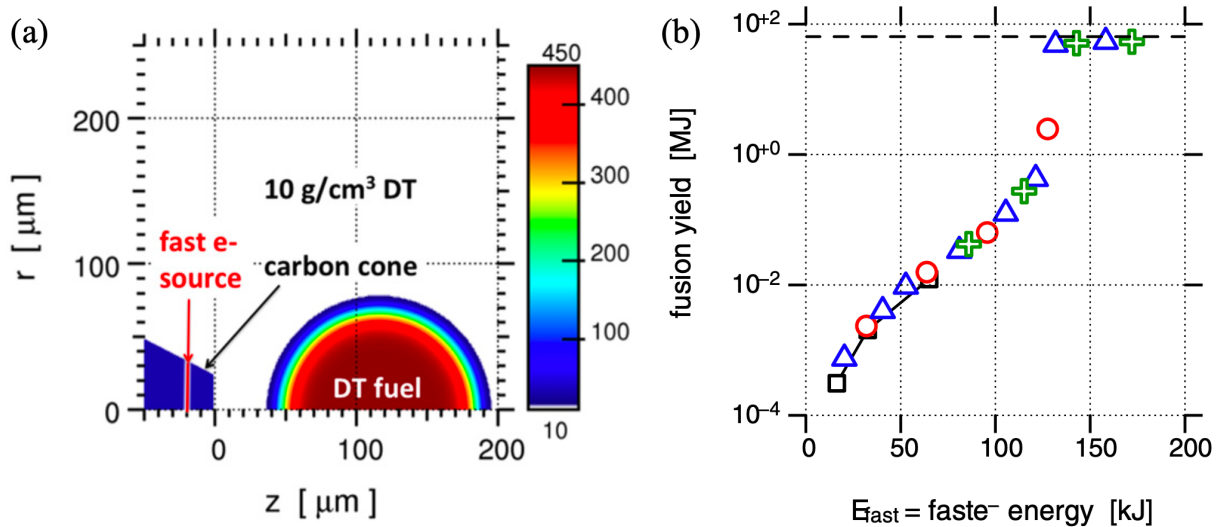 (a)
200
100
0
r [ μm ]
10 g/cm³ DT
fast e-
source
carbon cone
DT fuel
0
100
200
z [ μm ]
450
400
300
200
100
10
(b)
10⁺²
10⁺⁰
10⁻²
10⁻⁴
fusion yield [MJ]
0
50
100
150
200
Efast = faste⁻ energy [kJ]